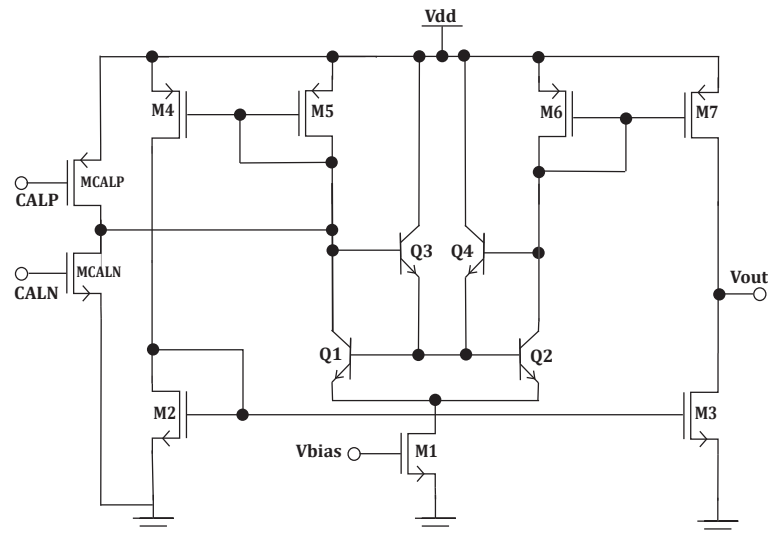 Vdd
M4
M5
M6
M7
MCALP
CALP
Q3
Q4
MCALN
CALN
Vout
Q1
Q2
M2
M3
M1
Vbias